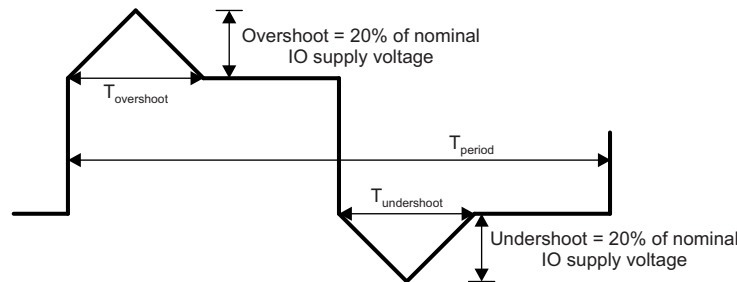 Overshoot = 20% of nominal
IO supply voltage
Tovershoot
Tperiod
Tundershoot
Undershoot = 20% of nominal
IO supply voltage